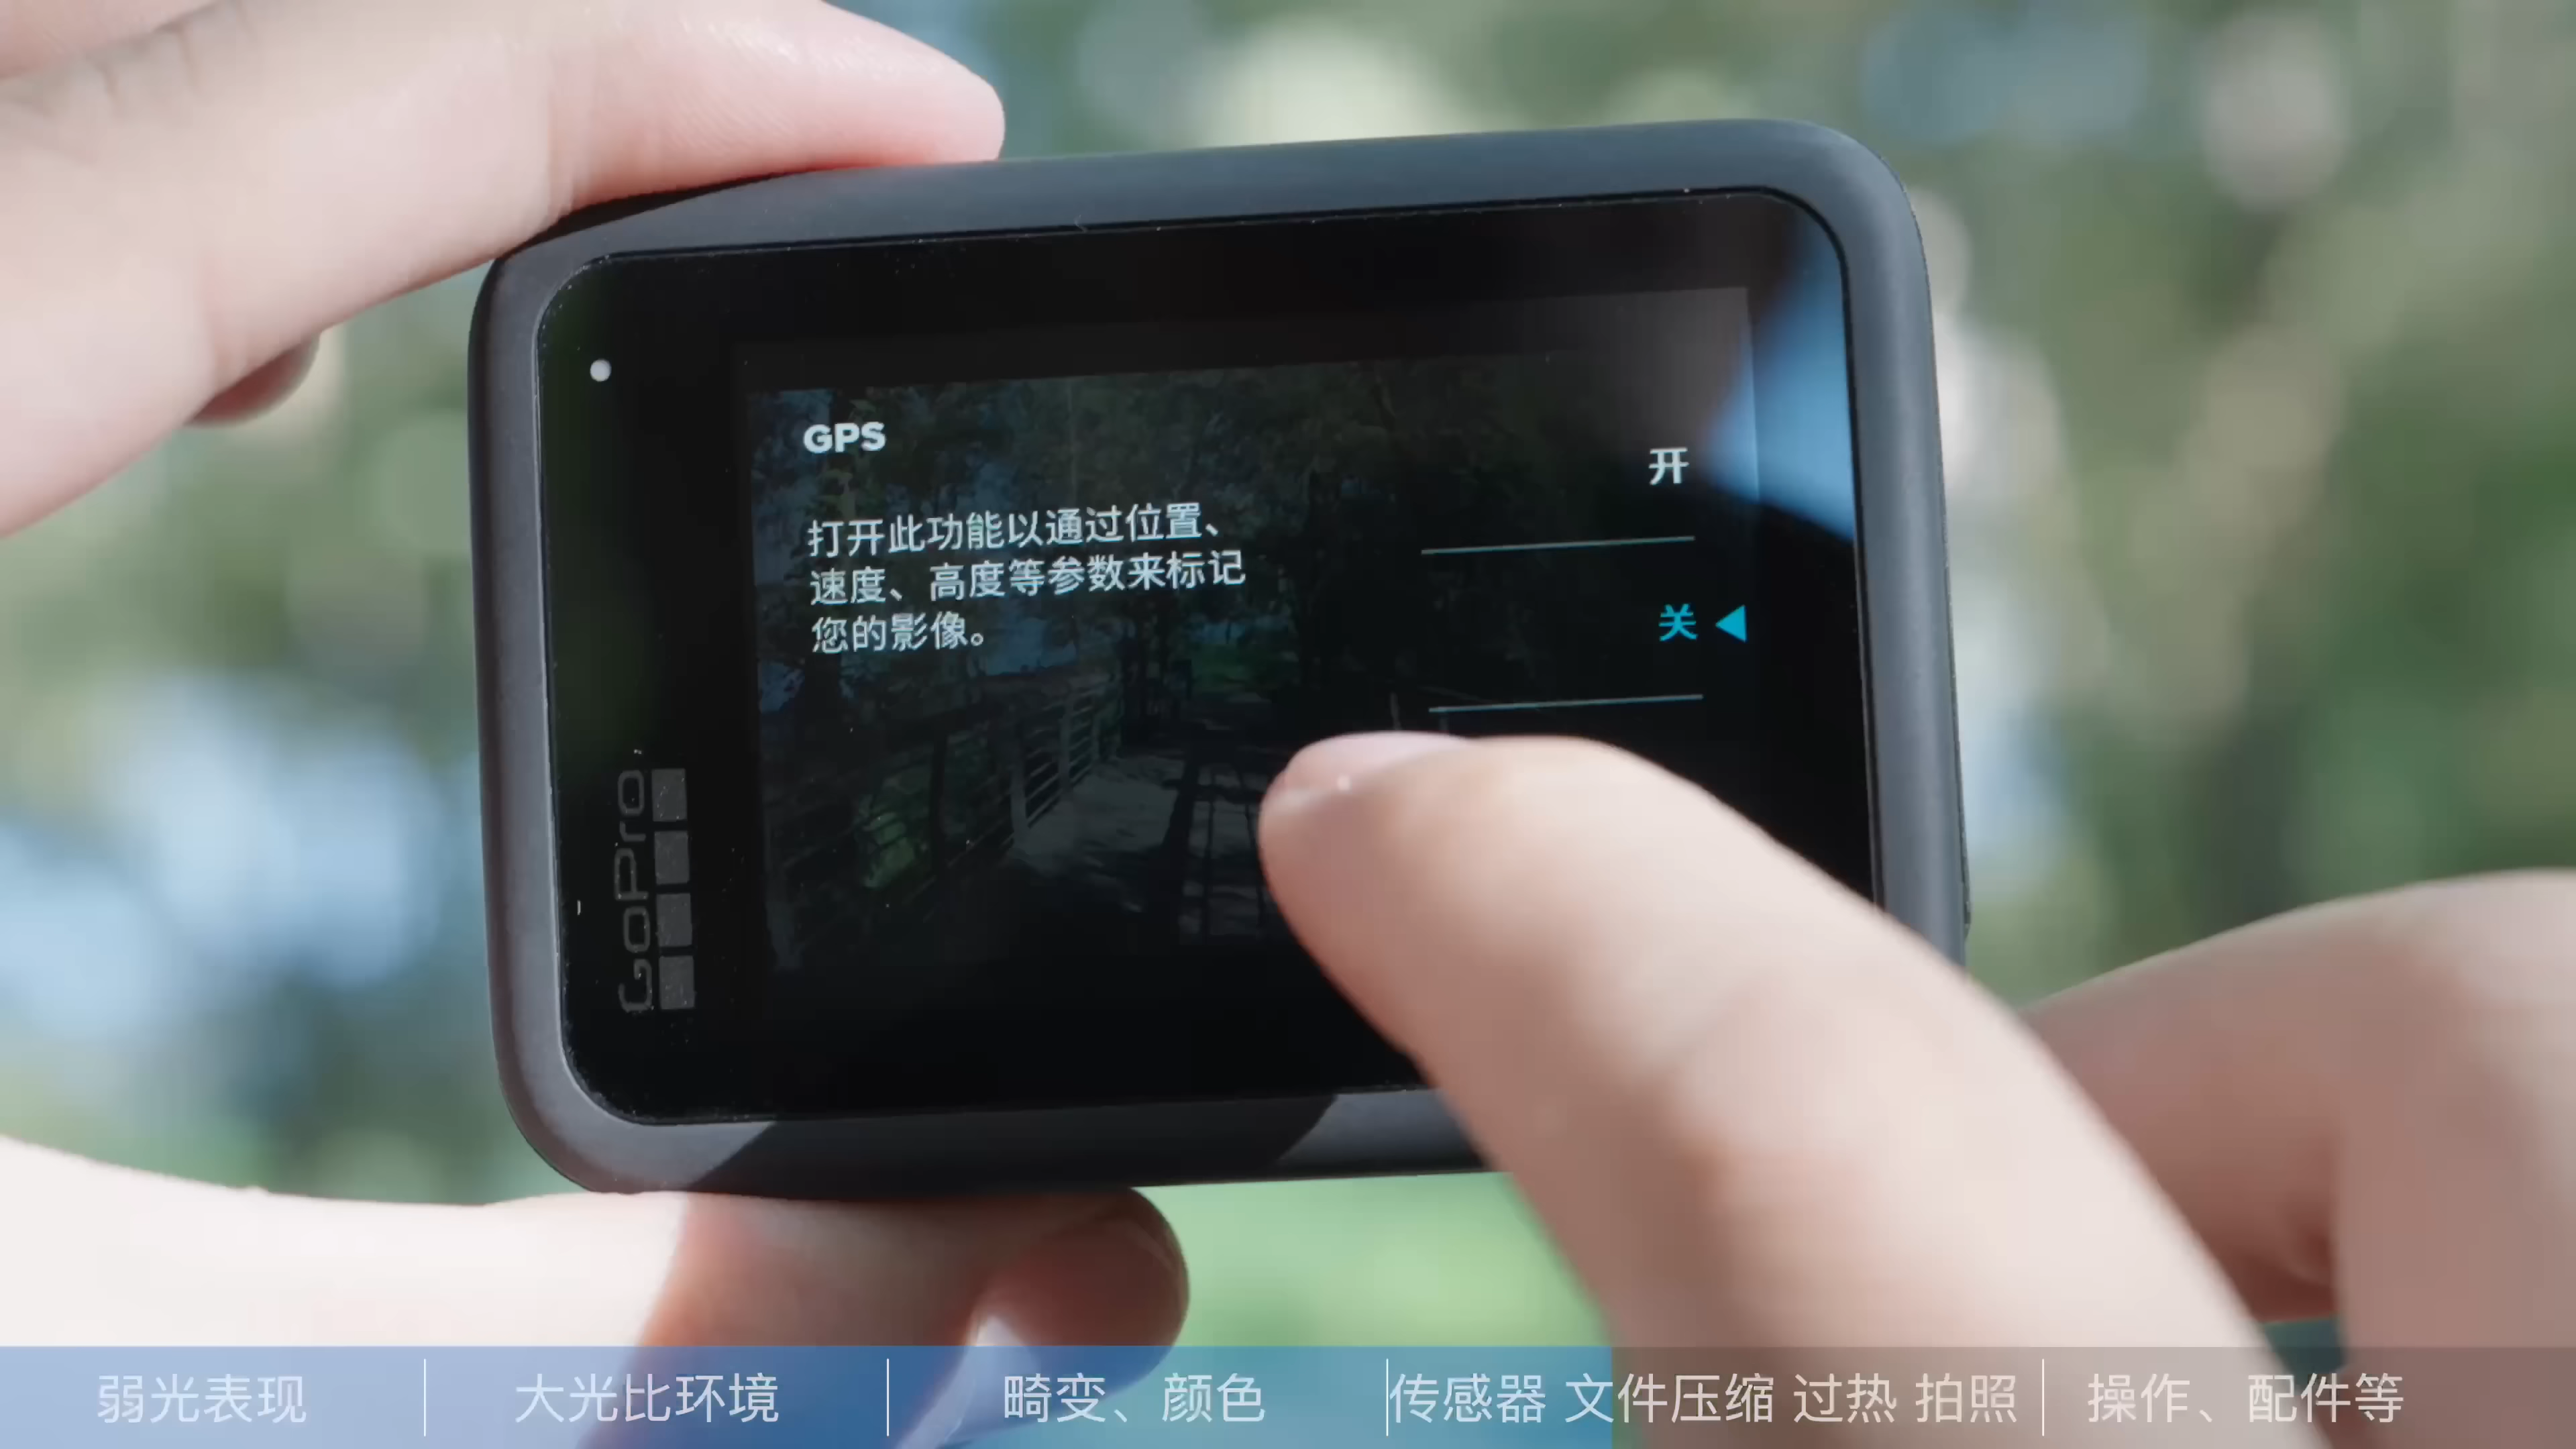 GPS
打开此功能以通过位置、
速度、高度等参数来标记
您的影像。
开
关
GoPro
弱光表现
大光比环境
畸变、颜色
传感器 文件压缩 过热 拍照
操作、配件等